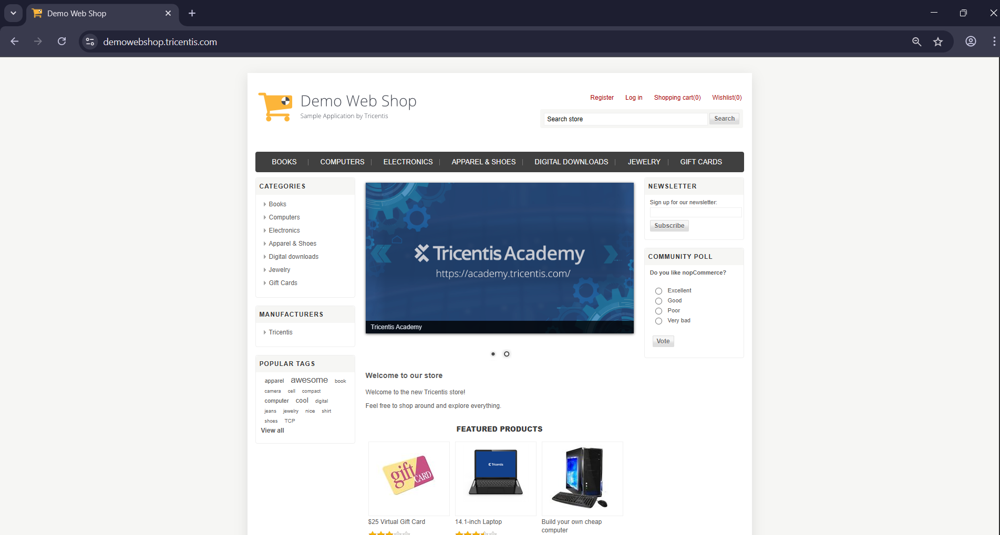 Demo Web Shop
demowebshop.tricentis.com
Demo Web Shop
Sample Application by Tricentis
Register Log in Shopping cart(0) Wishlist(0)
Search store Search
BOOKS COMPUTERS ELECTRONICS APPAREL & SHOES DIGITAL DOWNLOADS JEWELRY GIFT CARDS
CATEGORIES
Books
Computers
Electronics
Apparel & Shoes
Digital downloads
Jewelry
Gift Cards
MANUFACTURERS
Tricentis
POPULAR TAGS
apparel awesome book
camera cell compact
computer cool digital
jeans jewelry nice shirt
shoes TCP
View all
Tricentis Academy
https://academy.tricentis.com/
Tricentis Academy
Welcome to our store
Welcome to the new Tricentis store!
Feel free to shop around and explore everything.
FEATURED PRODUCTS
gift CARD
Tricentis
$25 Virtual Gift Card
14.1-inch Laptop
Build your own cheap
computer
NEWSLETTER
Sign up for our newsletter:
Subscribe
COMMUNITY POLL
Do you like nopCommerce?
Excellent
Good
Poor
Very bad
Vote